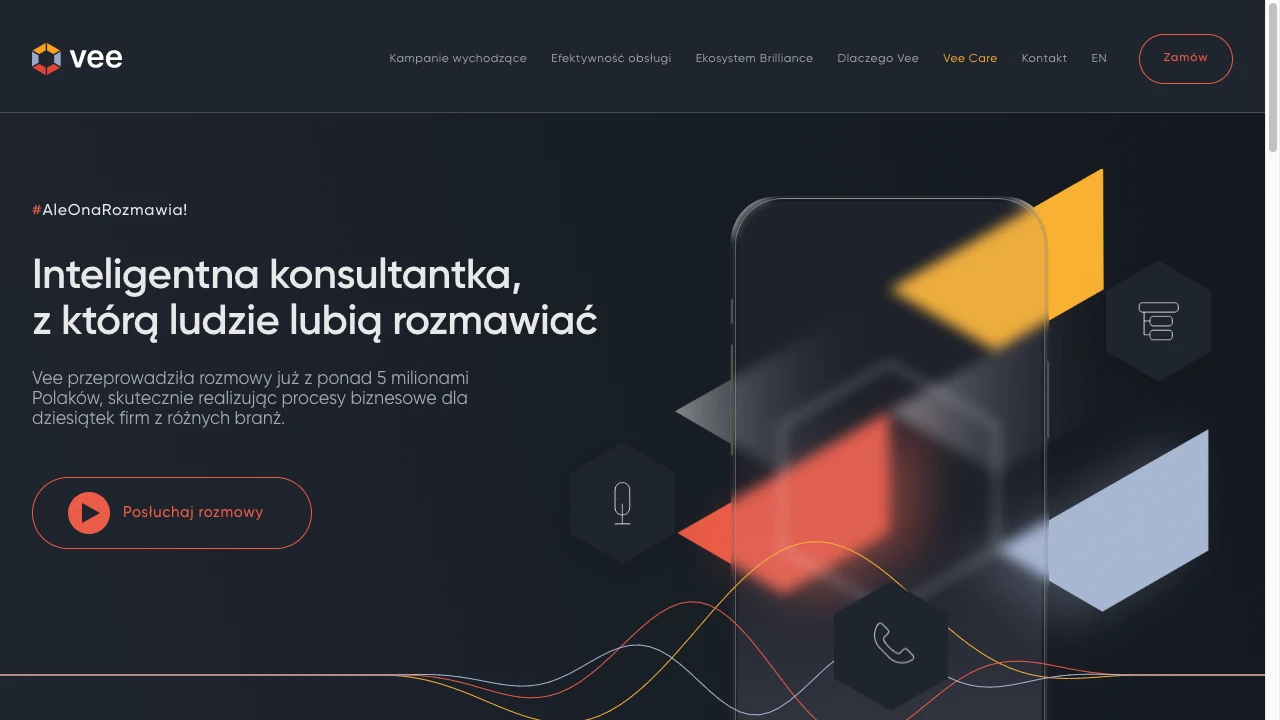 vee
Kampanie wychodzące
Efektywność obsługi
Ekosystem Brilliance
Dlaczego Vee
Vee Care
Kontakt
EN
Zamów
#AleOnaRozmawia!
Inteligentna konsultantka,
z którą ludzie lubią rozmawiać
Vee przeprowadziła rozmowy już z ponad 5 milionami
Polaków, skutecznie realizując procesy biznesowe dla
dziesiątek firm z różnych branż.
Posłuchaj rozmowy